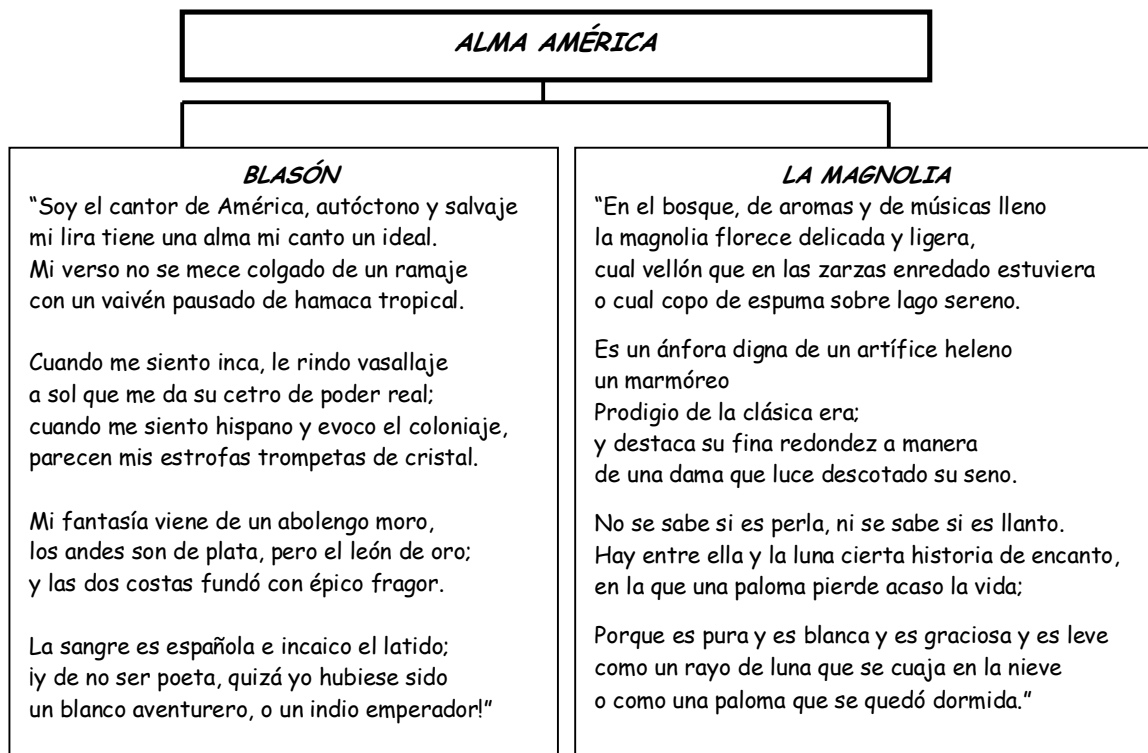 ALMA AMÉRICA
BLASÓN
“Soy el cantor de América, autóctono y salvaje
mi lira tiene una alma mi canto un ideal.
Mi verso no se mece colgado de un ramaje
con un vaivén pausado de hamaca tropical.
Cuando me siento inca, le rindo vasallaje
a sol que me da su cetro de poder real;
cuando me siento hispano y evoco el coloniaje,
parecen mis estrofas trompetas de cristal.
Mi fantasía viene de un abolengo moro,
los andes son de plata, pero el león de oro;
y las dos costas fundó con épico fragor.
La sangre es española e incaico el latido;
¡y de no ser poeta, quizá yo hubiese sido
un blanco aventurero, o un indio emperador!”
LA MAGNOLIA
“En el bosque, de aromas y de músicas lleno
la magnolia florece delicada y ligera,
cual vellón que en las zarzas enredado estuviera
o cual copo de espuma sobre lago sereno.
Es un ánfora digna de un artífice heleno
un marmóreo
Prodigio de la clásica era;
y destaca su fina redondez a manera
de una dama que luce descotado su seno.
No se sabe si es perla, ni se sabe si es llanto.
Hay entre ella y la luna cierta historia de encanto,
en la que una paloma pierde acaso la vida;
Porque es pura y es blanca y es graciosa y es leve
como un rayo de luna que se cuaja en la nieve
o como una paloma que se quedó dormida.”